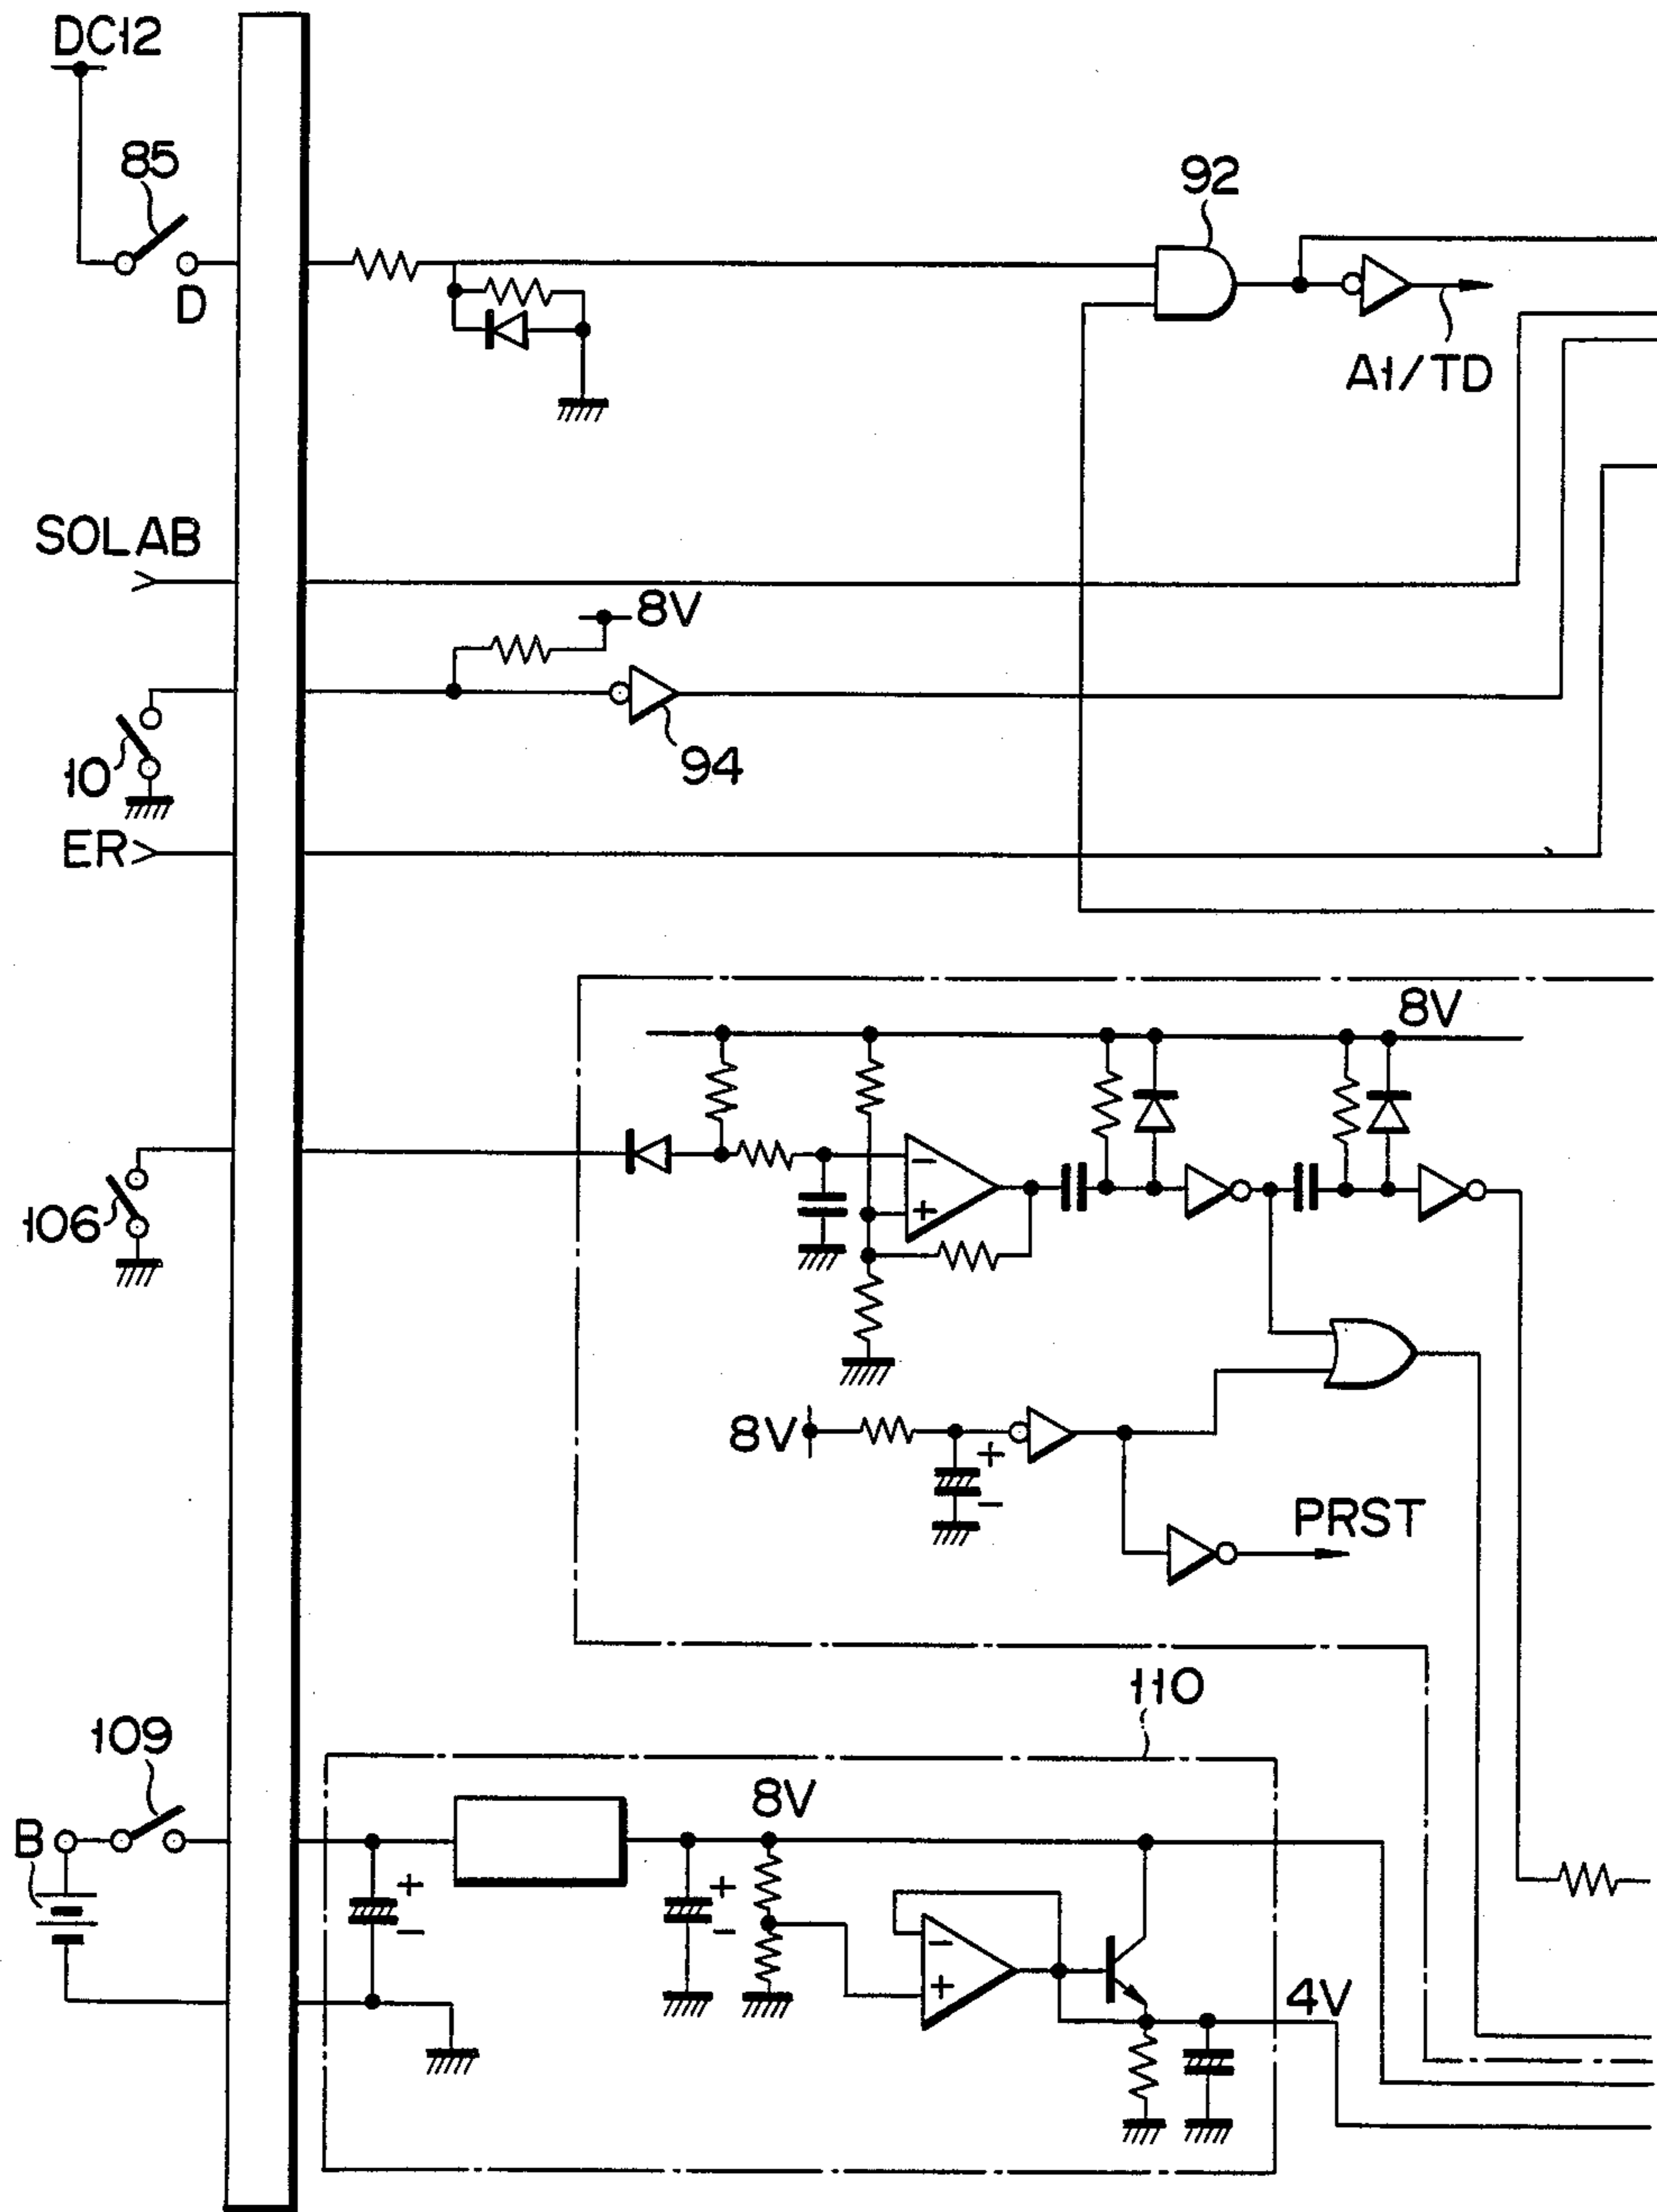 DC12
85
92
D
A1/TD
SOLAB
8V
10
94
ER
8V
-
+
106
8V
+
-
PRST
110
109
8V
B
+
-
+
-
-
+
4V